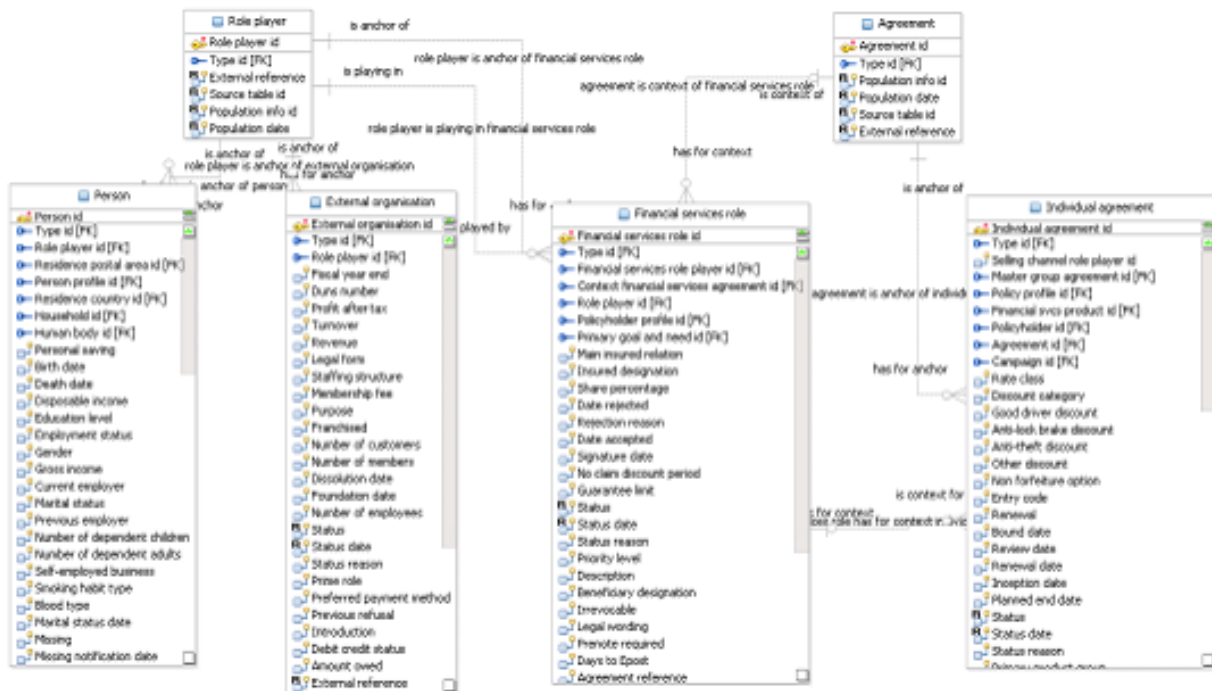 Role player
Role player id
Type id [FK]
External reference
Source table id
Population info id
Population date
Agreement
Agreement id
Type id [FK]
Population info id
Population date
Source table id
External reference
is anchor of
role player is anchor of financial services role
is playing in
agreement is context of financial services role
is context of
role player is playing in financial services role
is anchor of
is anchor of
role player is anchor of external organisation
anchor of person
has for anchor
has for context
is anchor of
has for
played by
agreement is anchor of
has for anchor
is context for
context
has for context
Person
Person id
Type id [FK]
Role player id [FK]
Residence postal area id [FK]
Person profile id [FK]
Residence country id [FK]
Household id [FK]
Human body id [FK]
Personal saving
Birth date
Death date
Disposable income
Education level
Employment status
Gender
Gross income
Current employer
Marital status
Previous employer
Number of dependent children
Number of dependent adults
Self-employed business
Smoking habit type
Blood type
Marital status date
Missing
Missing notification date
External organisation
External organisation id
Type id [FK]
Role player id [FK]
Fiscal year end
Duns number
Profit after tax
Turnover
Revenue
Legal form
Staffing structure
Membership fee
Purpose
Franchised
Number of customers
Number of members
Dissolution date
Foundation date
Number of employees
Status
Status date
Status reason
Prime role
Preferred payment method
Previous refusal
Introduction
Debit credit status
Amount owed
External reference
Financial services role
Financial services role id
Type id [FK]
Financial services role player id [FK]
Context financial services agreement id [FK]
Role player id [FK]
Policyholder profile id [FK]
Primary goal and need id [FK]
Main insured relation
Insured designation
Share percentage
Date rejected
Rejection reason
Date accepted
Signature date
No claim discount period
Guarantee limit
Status
Status date
Status reason
Priority level
Description
Beneficiary designation
Irrevocable
Legal wording
Prenote required
Days to Epost
Agreement reference
Individual agreement
Individual agreement id
Type id [FK]
Selling channel role player id
Master group agreement id [FK]
Policy profile id [FK]
Financial svcs product id [FK]
Policyholder id [FK]
Agreement id [FK]
Campaign id [FK]
Rate class
Discount category
Good driver discount
Anti-lock brake discount
Anti-theft discount
Other discount
Non forfeiture option
Entry code
Renewal
Bound date
Review date
Renewal date
Inception date
Planned end date
Status
Status date
Status reason
Primary product group